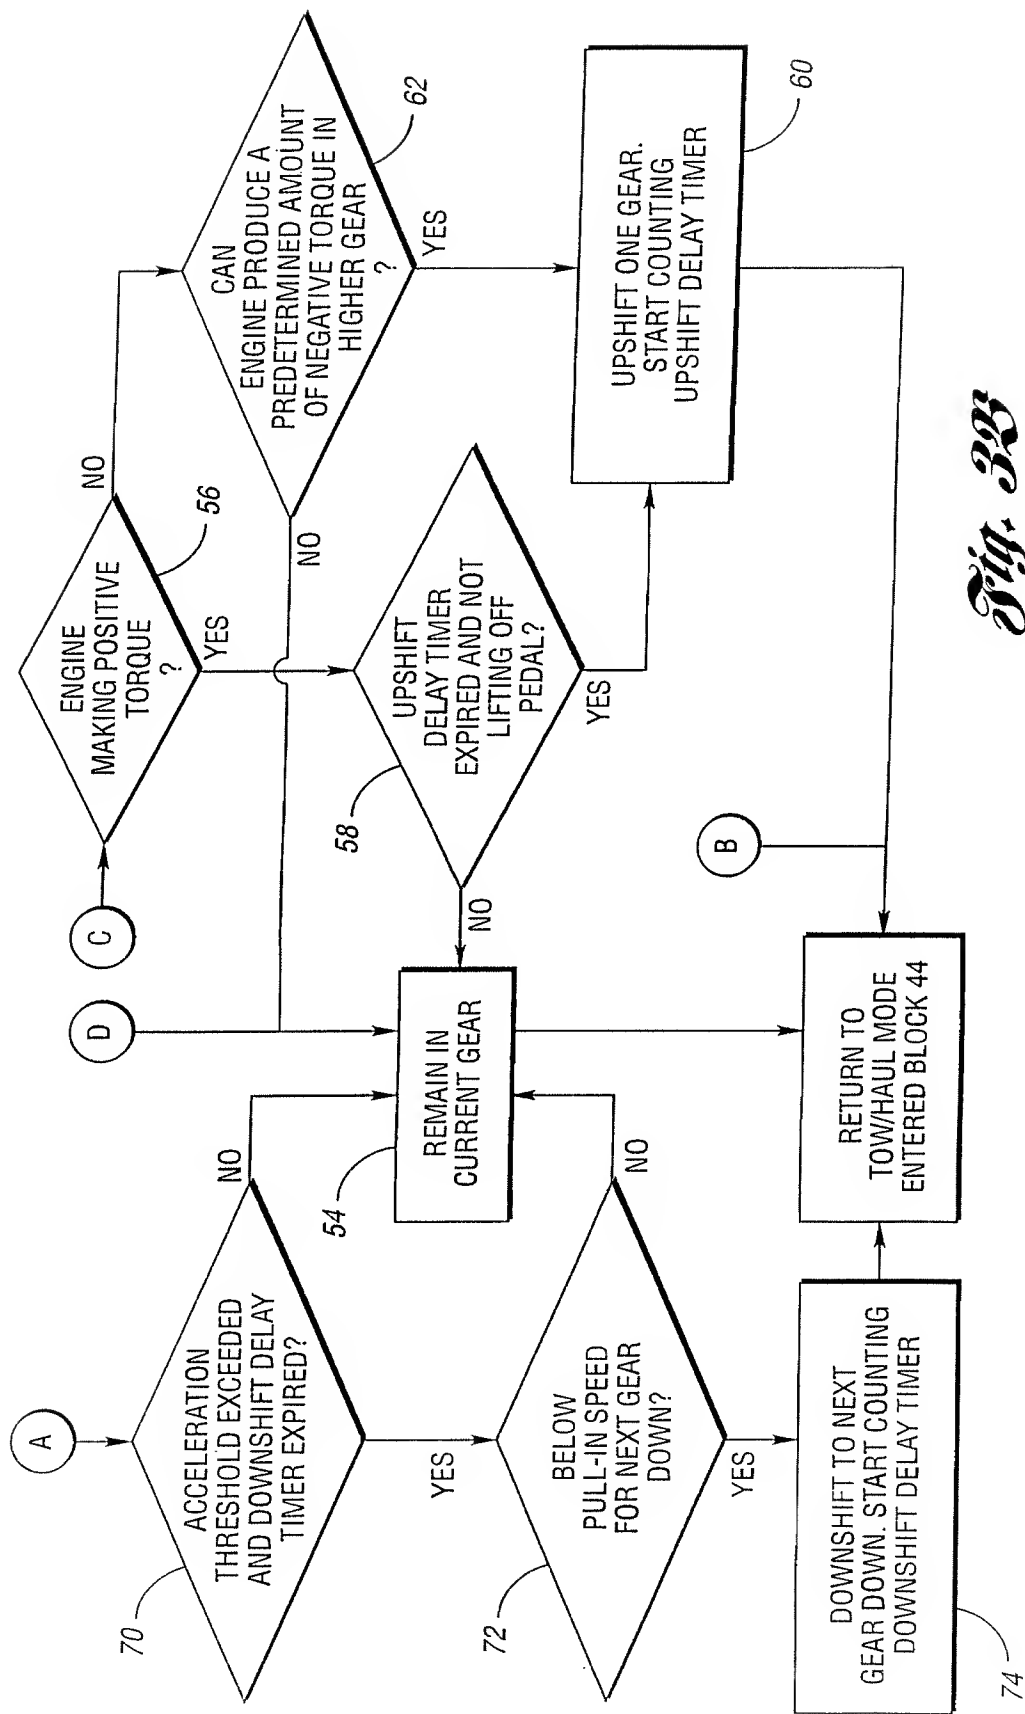 A
ACCELERATION
THRESHOLD EXCEEDED
AND DOWNSHIFT DELAY
TIMER EXPIRED?
70
NO
YES
BELOW
PULL-IN SPEED
FOR NEXT GEAR
DOWN?
72
NO
YES
DOWNSHIFT TO NEXT
GEAR DOWN. START COUNTING
DOWNSHIFT DELAY TIMER
74
D
C
REMAIN IN
CURRENT GEAR
54
RETURN TO
TOW/HAUL MODE
ENTERED BLOCK 44
B
ENGINE
MAKING POSITIVE
TORQUE
?
56
NO
YES
UPSHIFT
DELAY TIMER
EXPIRED AND NOT
LIFTING OFF
PEDAL?
58
NO
YES
CAN
ENGINE PRODUCE A
PREDETERMINED AMOUNT
OF NEGATIVE TORQUE IN
HIGHER GEAR
?
62
NO
YES
UPSHIFT ONE GEAR.
START COUNTING
UPSHIFT DELAY TIMER
60
Fig. 3B